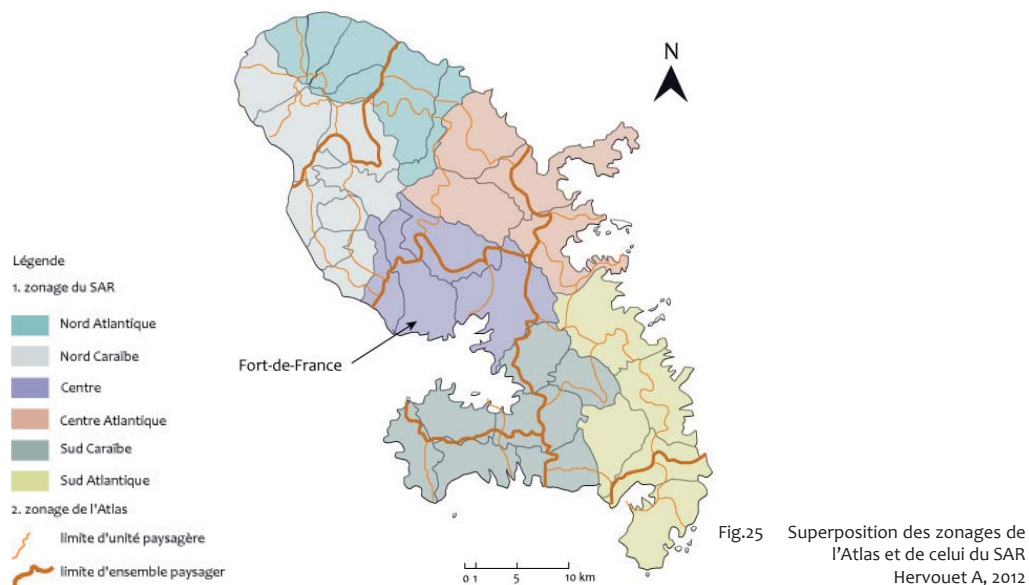 N
Légende
1. zonage du SAR
Nord Atlantique
Nord Caraïbe
Centre
Centre Atlantique
Sud Caraïbe
Sud Atlantique
2. zonage de l'Atlas
limite d'unité paysagère
limite d'ensemble paysager
Fort-de-France
0 1 5 10 km
Fig.25 Superposition des zonages de
l'Atlas et de celui du SAR
Hervouet A, 2012